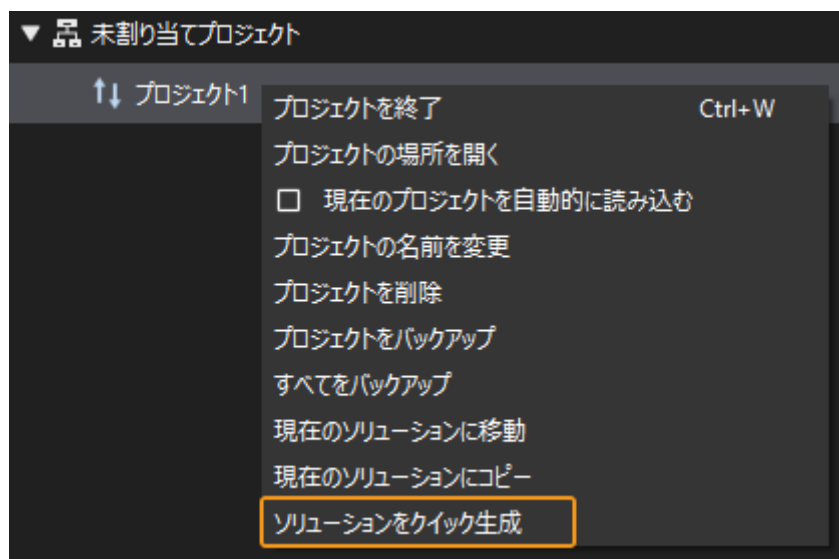 未割り当てプロジェクト
プロジェクト1
プロジェクトを終了 Ctrl+W
プロジェクトの場所を開く
現在のプロジェクトを自動的に読み込む
プロジェクトの名前を変更
プロジェクトを削除
プロジェクトをバックアップ
すべてをバックアップ
現在のソリューションに移動
現在のソリューションにコピー
ソリューションをクイック生成